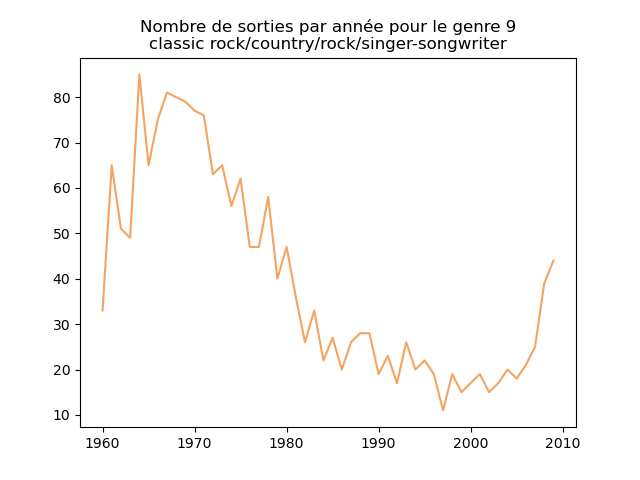 Nombre de sorties par année pour le genre 9
classic rock/country/rock/singer-songwriter
80
70
60
50
40
30
20
10
1960 1970 1980 1990 2000 2010